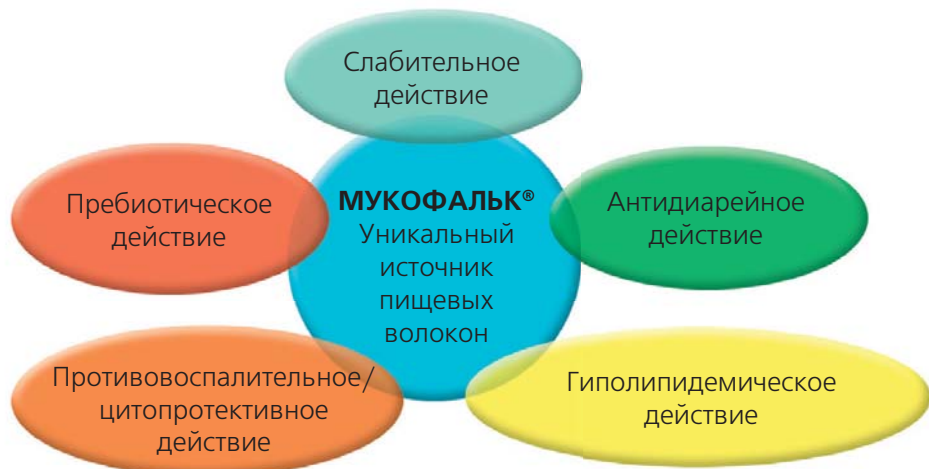 Слабительное
действие
Пребиотическое
действие
МУКОФАЛЬК®
Уникальный
источник
пищевых
волокон
Антидиарейное
действие
Противовоспалительное/
цитопротективное
действие
Гиполипидемическое
действие